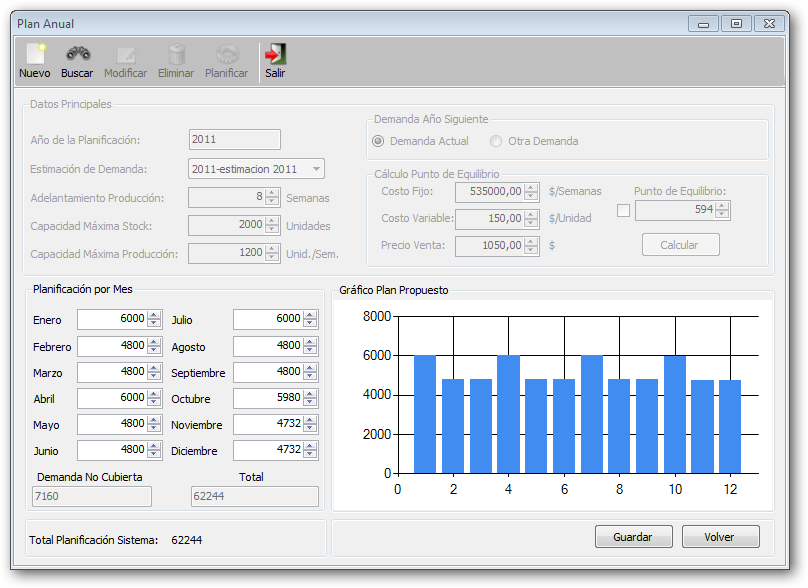 Plan Anual
Nuevo Buscar Modificar Eliminar Planificar Salir
Datos Principales
Año de la Planificación: 2011
Estimación de Demanda: 2011-estimacion 2011
Adelantamiento Producción: 8 Semanas
Capacidad Máxima Stock: 2000 Unidades
Capacidad Máxima Producción: 1200 Unid./Sem.
Demanda Año Siguiente
Demanda Actual Otra Demanda
Cálculo Punto de Equilibrio
Costo Fijo: 535000,00 $/Semanas
Costo Variable: 150,00 $/Unidad
Precio Venta: 1050,00 $
Punto de Equilibrio:
594
Calcular
Planificación por Mes
Enero 6000 Julio 6000
Febrero 4800 Agosto 4800
Marzo 4800 Septiembre 4800
Abril 6000 Octubre 5980
Mayo 4800 Noviembre 4732
Junio 4800 Diciembre 4732
Demanda No Cubierta Total
7160 62244
Gráfico Plan Propuesto
8000
6000
4000
2000
0
0 2 4 6 8 10 12
Total Planificación Sistema: 62244
Guardar Volver